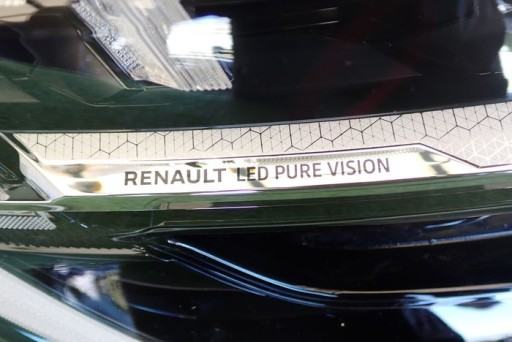 RENAULT LED PURE VISION